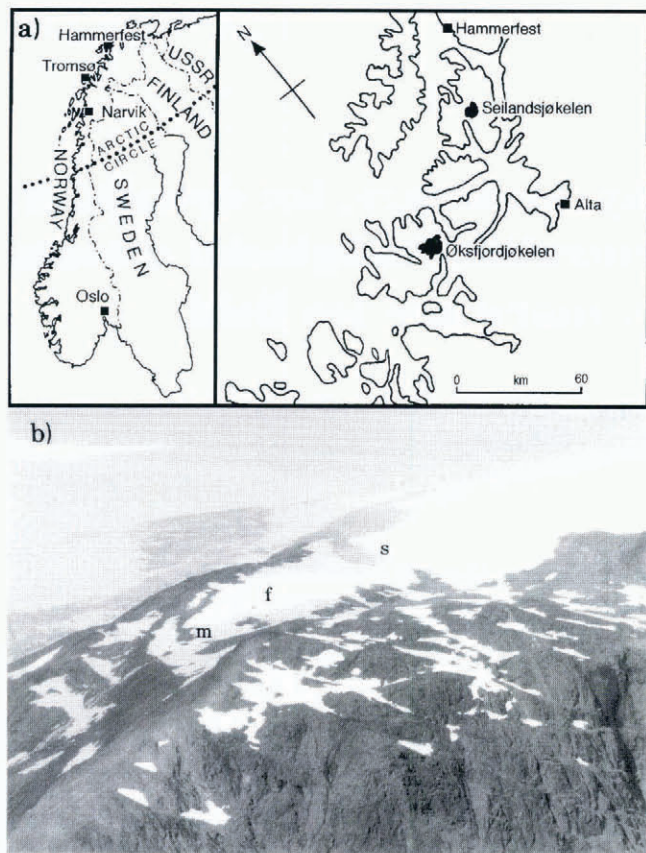 a)
Hammerfest
Tromsø
Narvik
USSR
FINLAND
ARCTIC
CIRCLE
NORWAY
SWEDEN
Oslo
N
Hammerfest
Seilandsjøkelen
Alta
Øksfjordjøkelen
0 km 60
b)
s
f
m